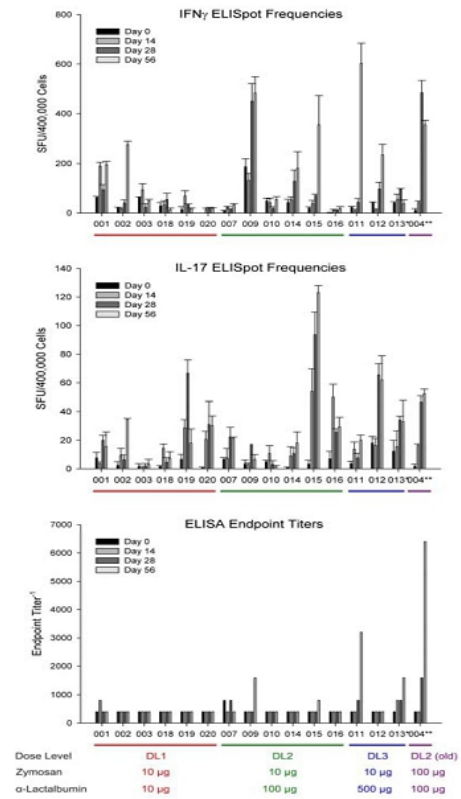 IFNγ ELISpot Frequencies
800
600
400
200
0
SFU/400,000 Cells
Day 0
Day 14
Day 28
Day 56
001 002 003 018 019 020 007 009 010 014 015 016 011 012 013* 004**
IL-17 ELISpot Frequencies
140
120
100
80
60
40
20
0
SFU/400,000 Cells
Day 0
Day 14
Day 28
Day 56
001 002 003 018 019 020 007 009 010 014 015 016 011 012 013* 004**
ELISA Endpoint Titers
7000
6000
5000
4000
3000
2000
1000
0
Endpoint Titer-1
Day 0
Day 14
Day 28
Day 56
001 002 003 018 019 020 007 009 010 014 015 016 011 012 013* 004**
Dose Level DL1 DL2 DL3 DL2 (old)
Zymosan 10 µg 10 µg 10 µg 100 µg
α-Lactalbumin 10 µg 100 µg 500 µg 100 µg